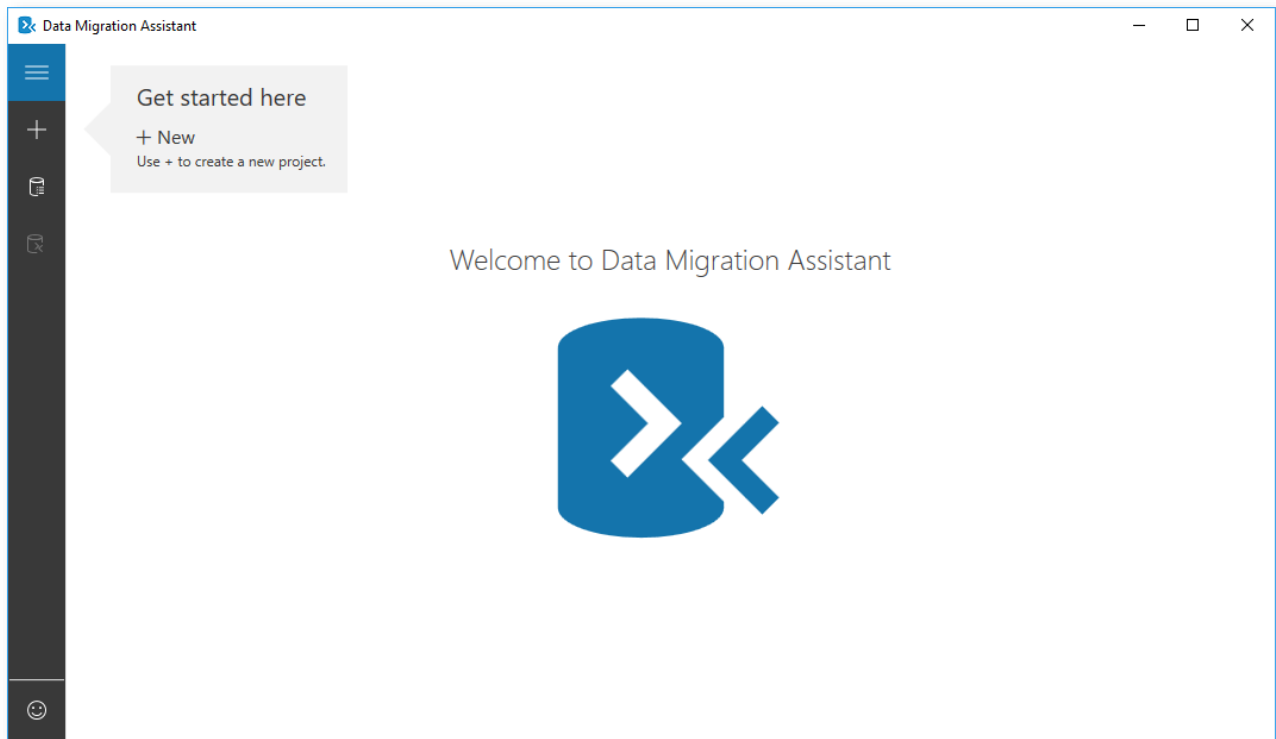 Data Migration Assistant
Get started here
+ New
Use + to create a new project.
Welcome to Data Migration Assistant